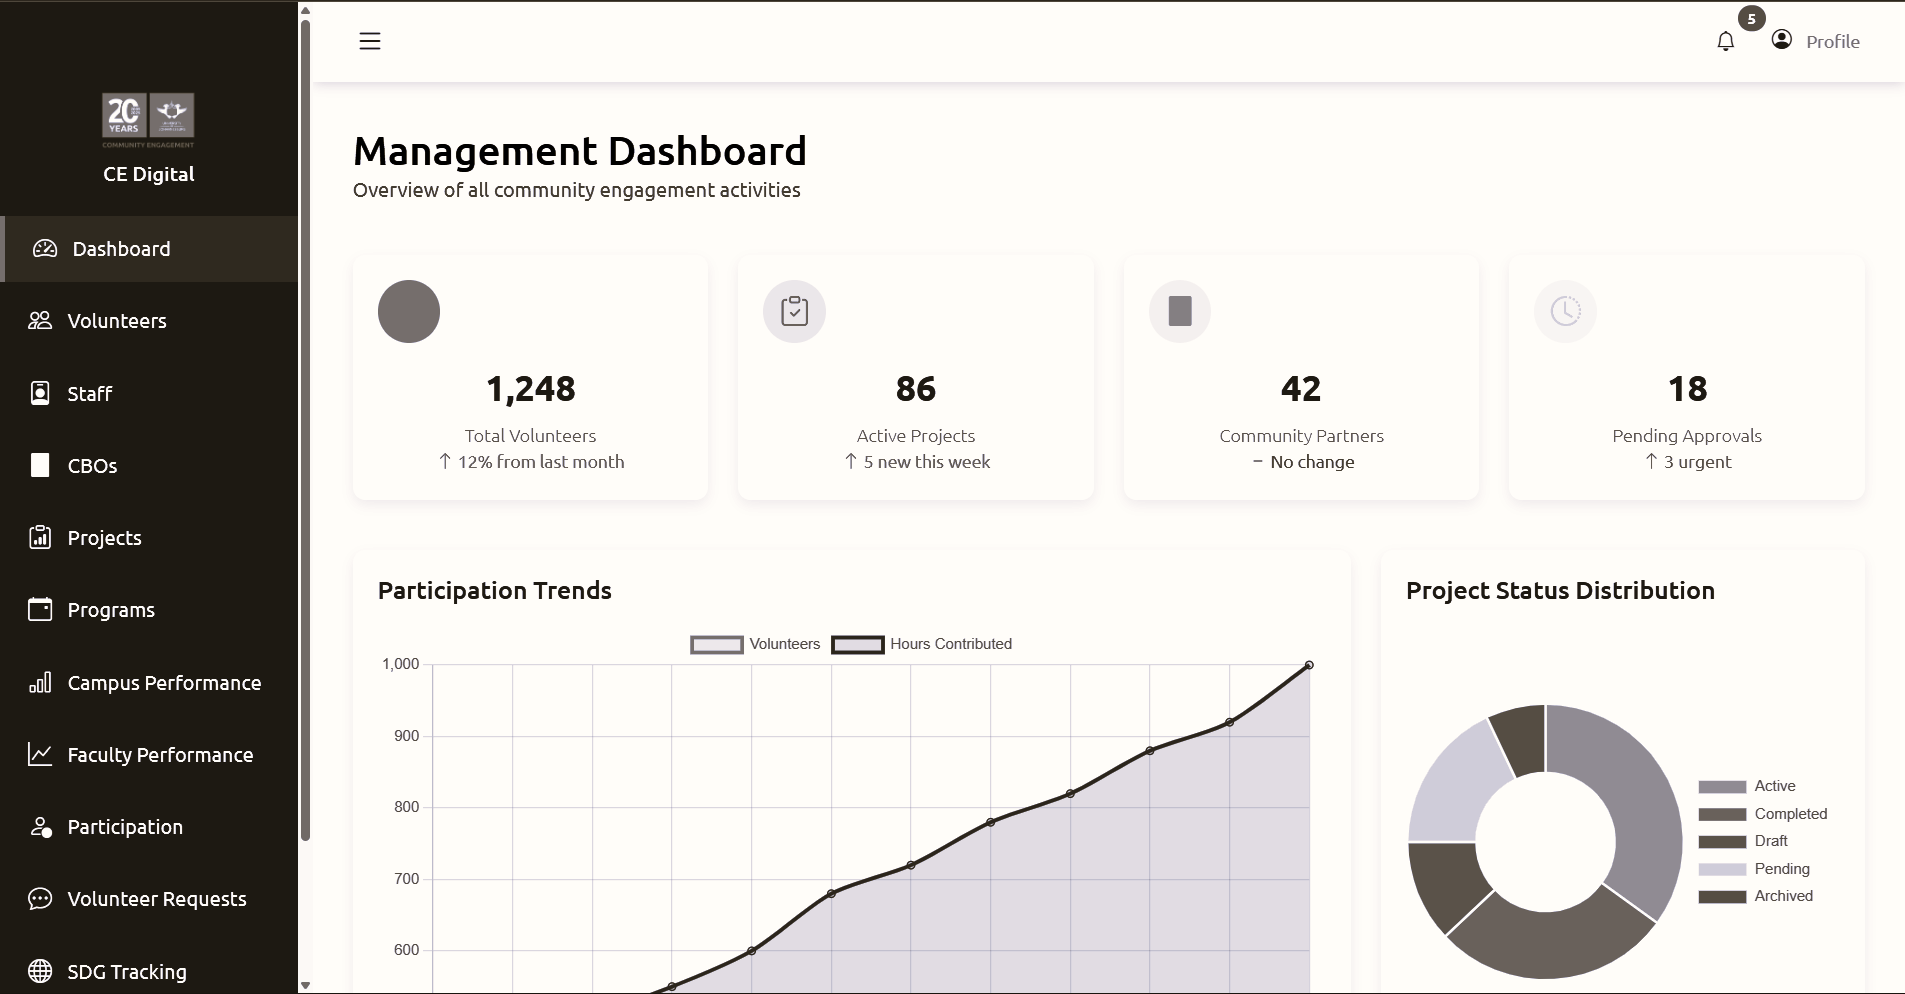 20
YEARS
COMMUNITY ENGAGEMENT
CE Digital
Dashboard
Volunteers
Staff
CBOs
Projects
Programs
Campus Performance
Faculty Performance
Participation
Volunteer Requests
SDG Tracking
5
Profile
Management Dashboard
Overview of all community engagement activities
1,248
Total Volunteers
↑ 12% from last month
86
Active Projects
↑ 5 new this week
42
Community Partners
− No change
18
Pending Approvals
↑ 3 urgent
Participation Trends
Volunteers
Hours Contributed
1,000
900
800
700
600
Project Status Distribution
Active
Completed
Draft
Pending
Archived